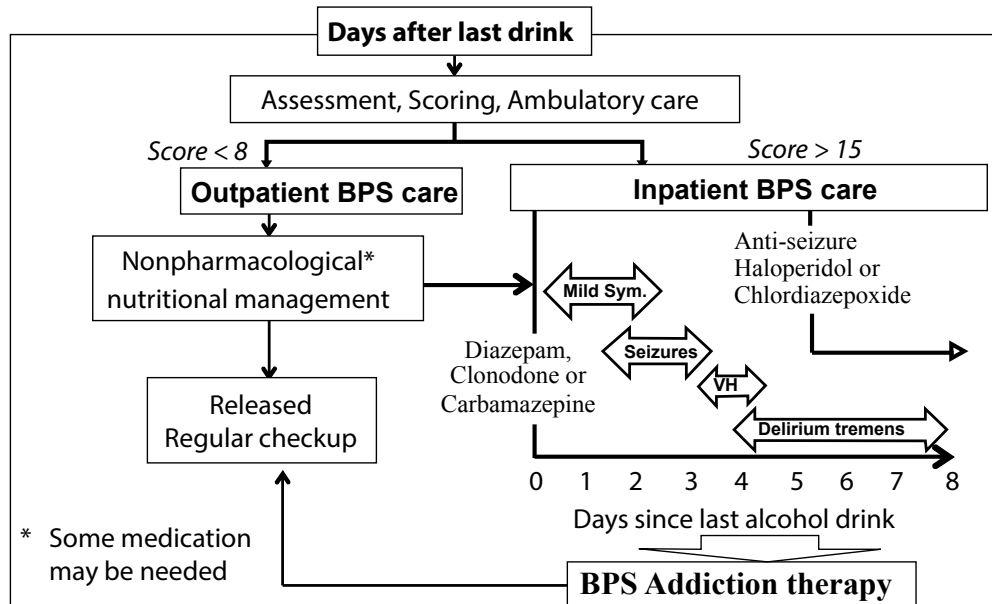 Days after last drink
Assessment, Scoring, Ambulatory care
Score < 8
Score > 15
Outpatient BPS care
Inpatient BPS care
Nonpharmacological*
nutritional management
Anti-seizure
Haloperidol or
Chlordiazepoxide
Mild Sym.
Seizures
VH
Delirium tremens
Diazepam,
Clonodone or
Carbamazepine
Released
Regular checkup
0 1 2 3 4 5 6 7 8
Days since last alcohol drink
* Some medication
may be needed
BPS Addiction therapy